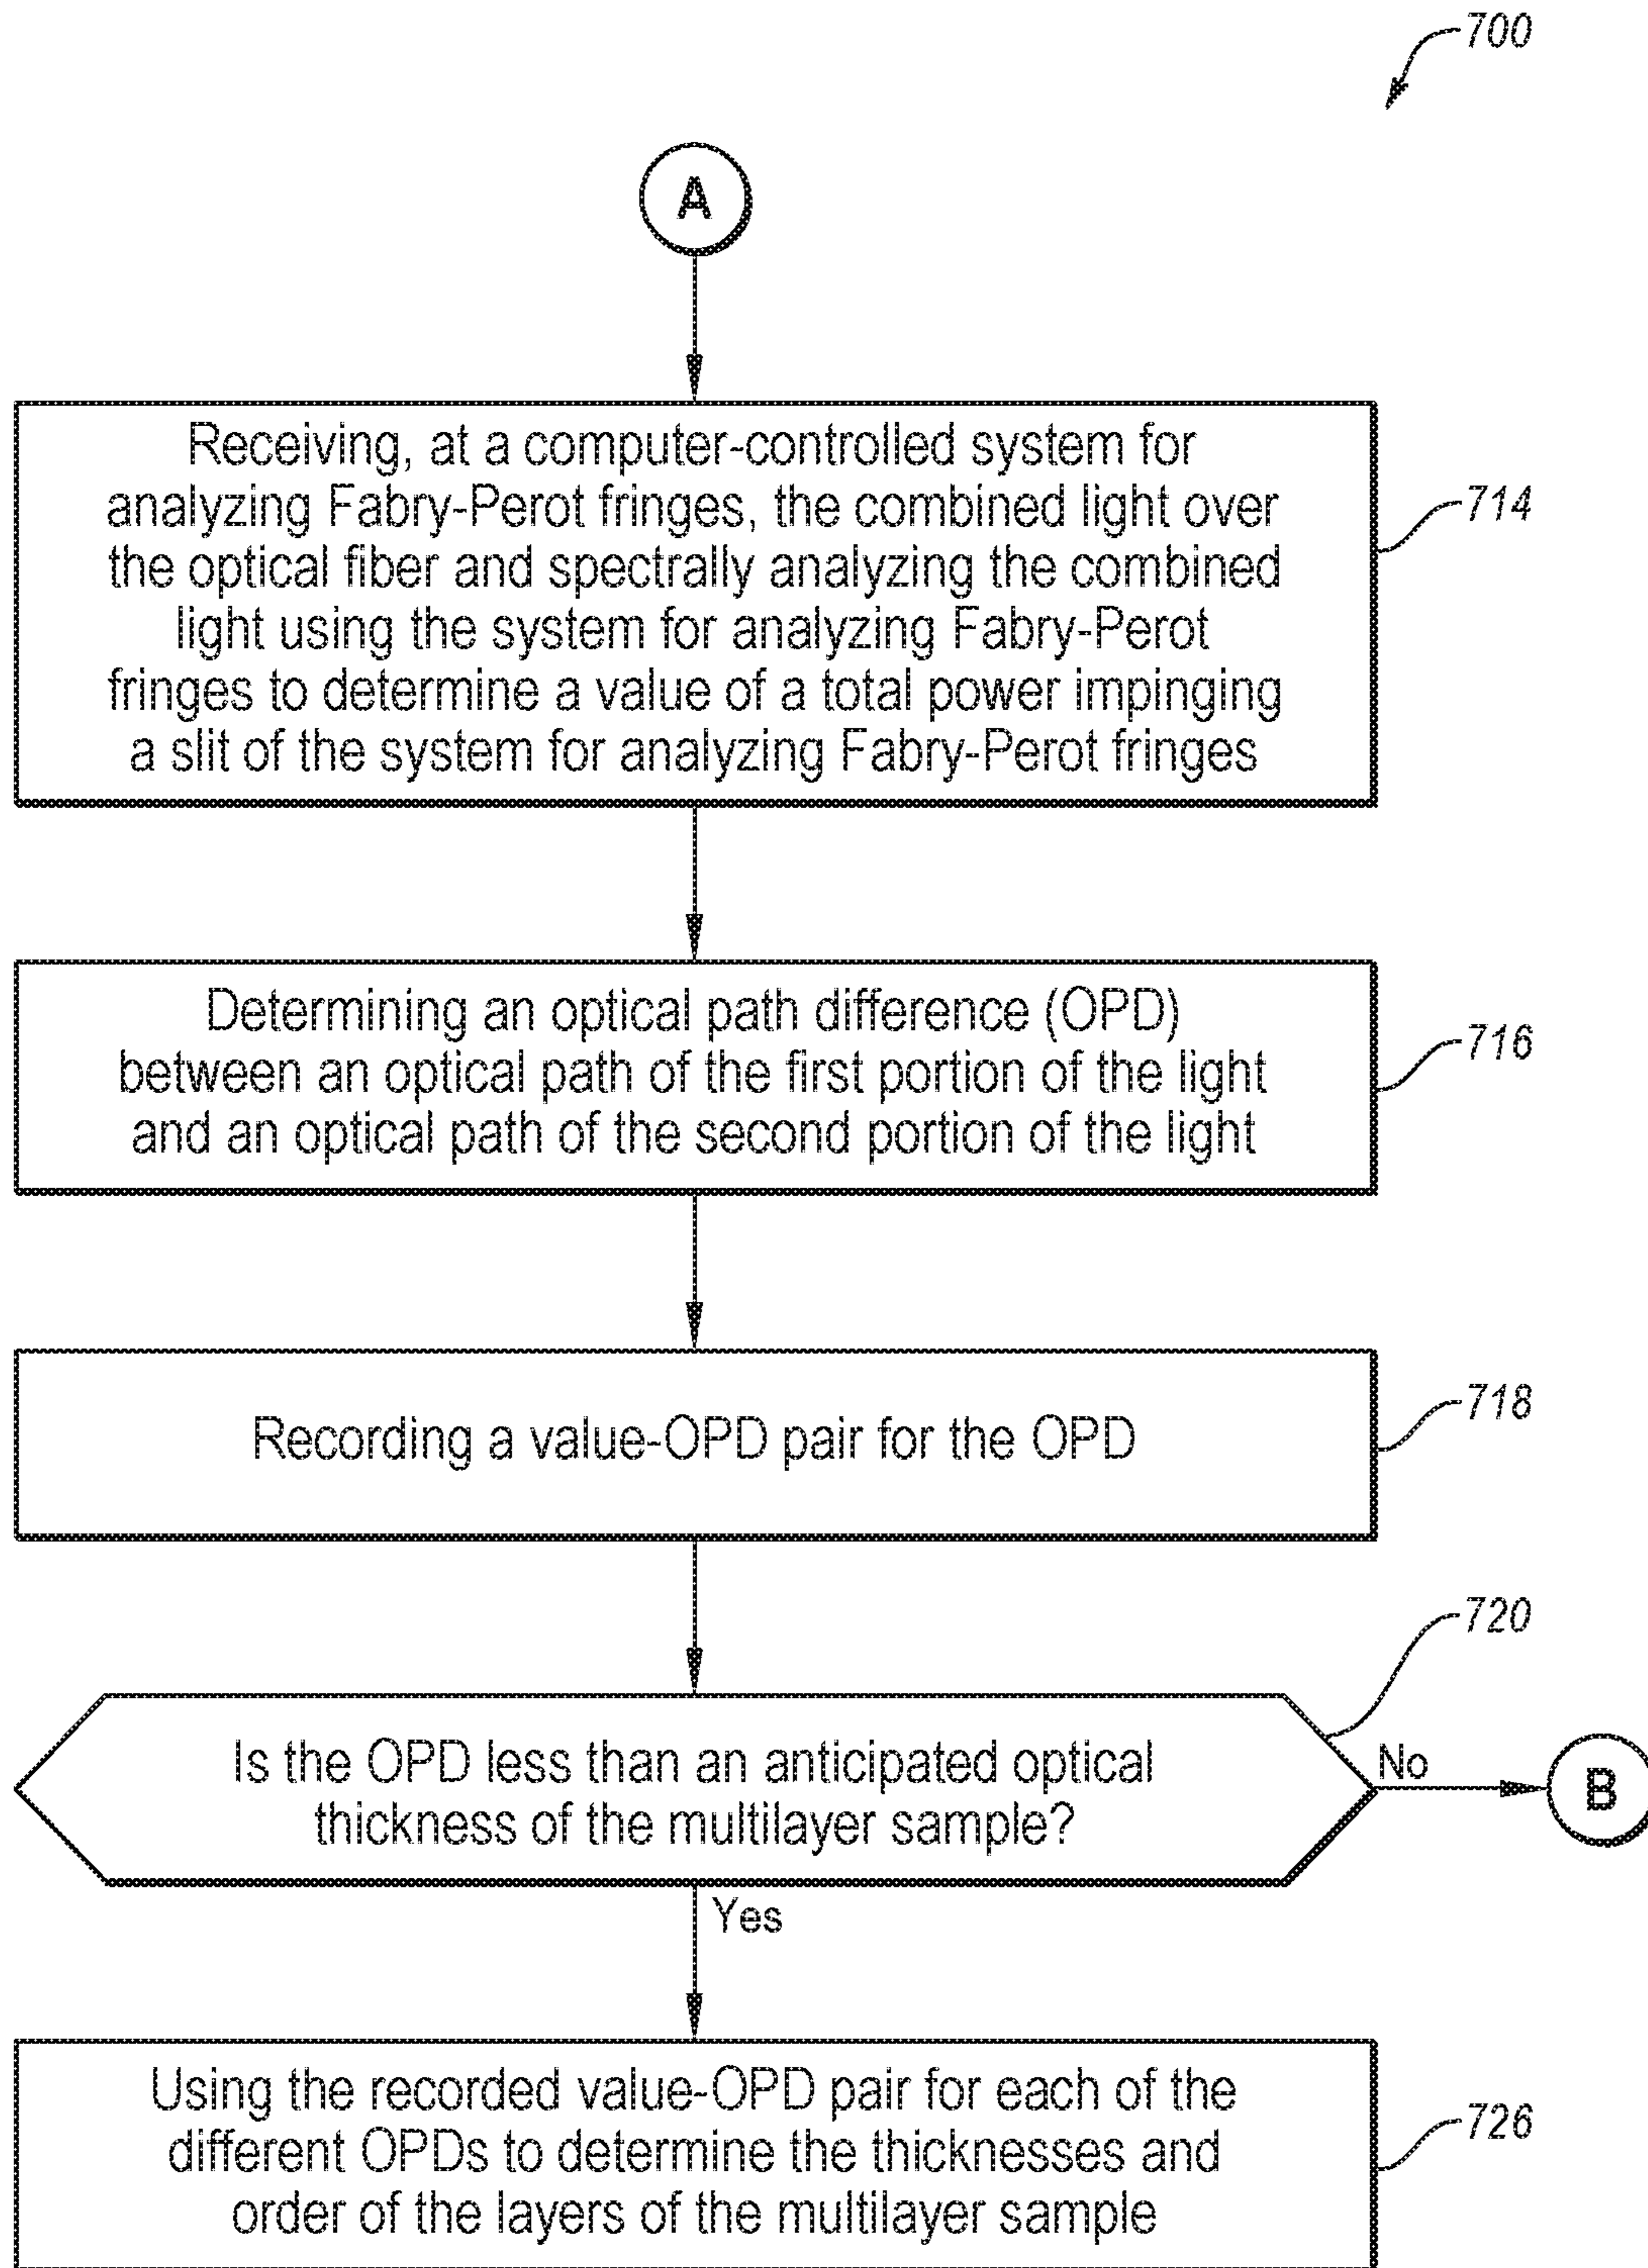 700
A
Receiving, at a computer-controlled system for
analyzing Fabry-Perot fringes, the combined light over
the optical fiber and spectrally analyzing the combined
light using the system for analyzing Fabry-Perot
fringes to determine a value of a total power impinging
a slit of the system for analyzing Fabry-Perot fringes
714
Determining an optical path difference (OPD)
between an optical path of the first portion of the light
and an optical path of the second portion of the light
716
Recording a value-OPD pair for the OPD
718
720
Is the OPD less than an anticipated optical
thickness of the multilayer sample?
No
B
Yes
Using the recorded value-OPD pair for each of the
different OPDs to determine the thicknesses and
order of the layers of the multilayer sample
726